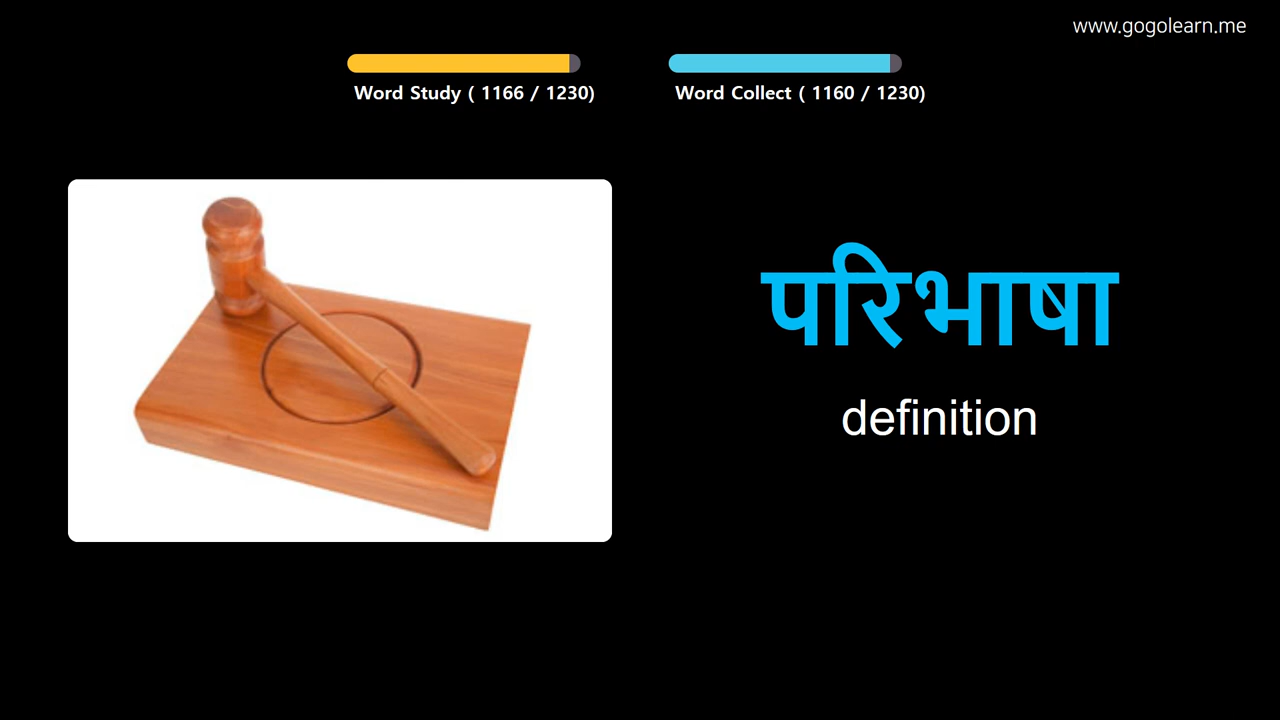 www.gogolearn.me
Word Study ( 1166 / 1230)
Word Collect ( 1160 / 1230)
परिभाषा
definition